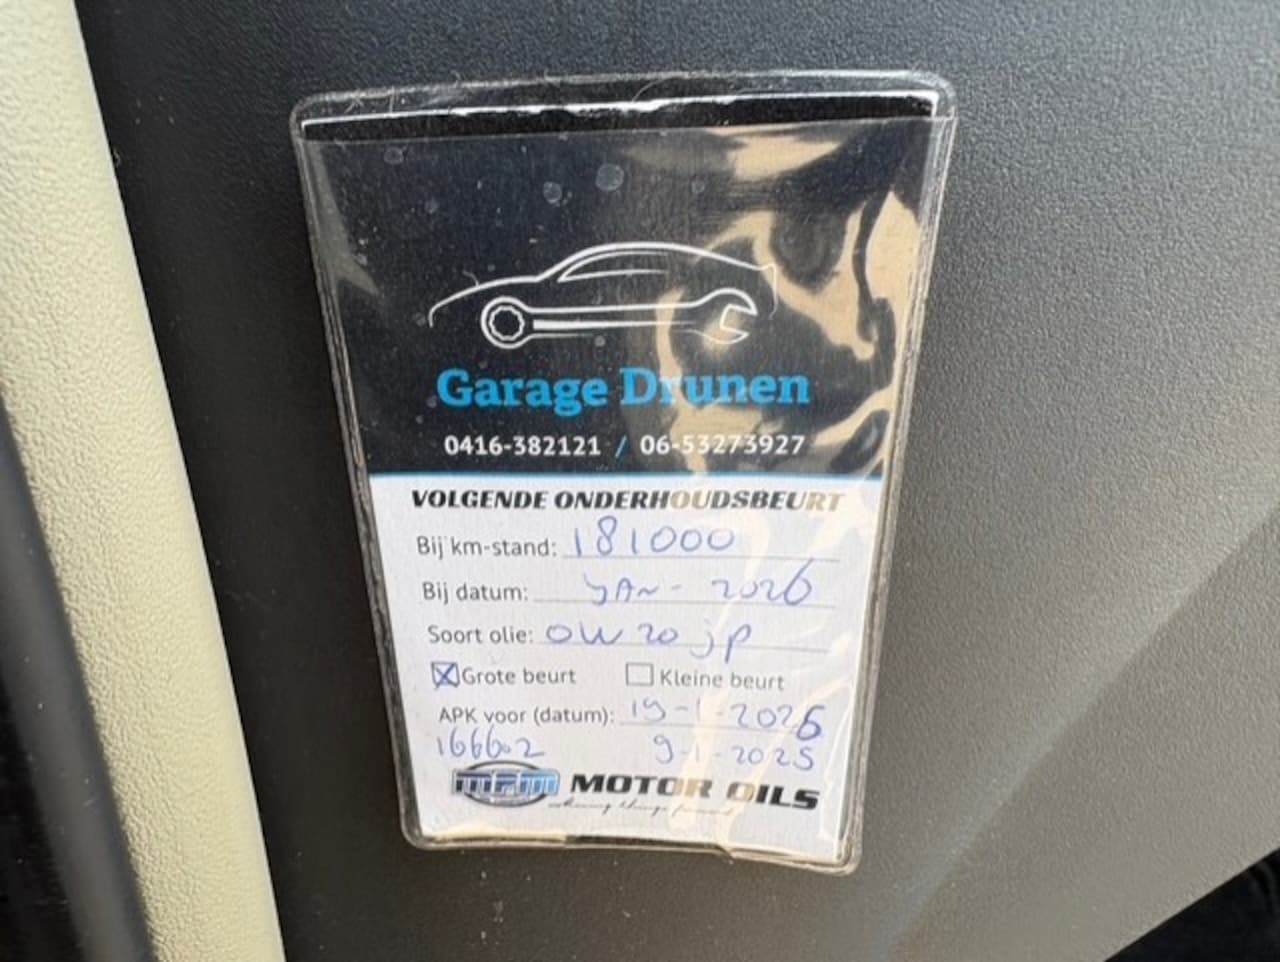 Garage Drunen
0416-382121 / 06-53273927
VOLGENDE ONDERHOUDSBEURT
Bij km-stand: 181000
Bij datum: JAN- 2026
Soort olie: 0W20 jp
Grote beurt Kleine beurt
APK voor (datum): 19-1-2026
166602 9-1-2025
MPM MOTOR OILS